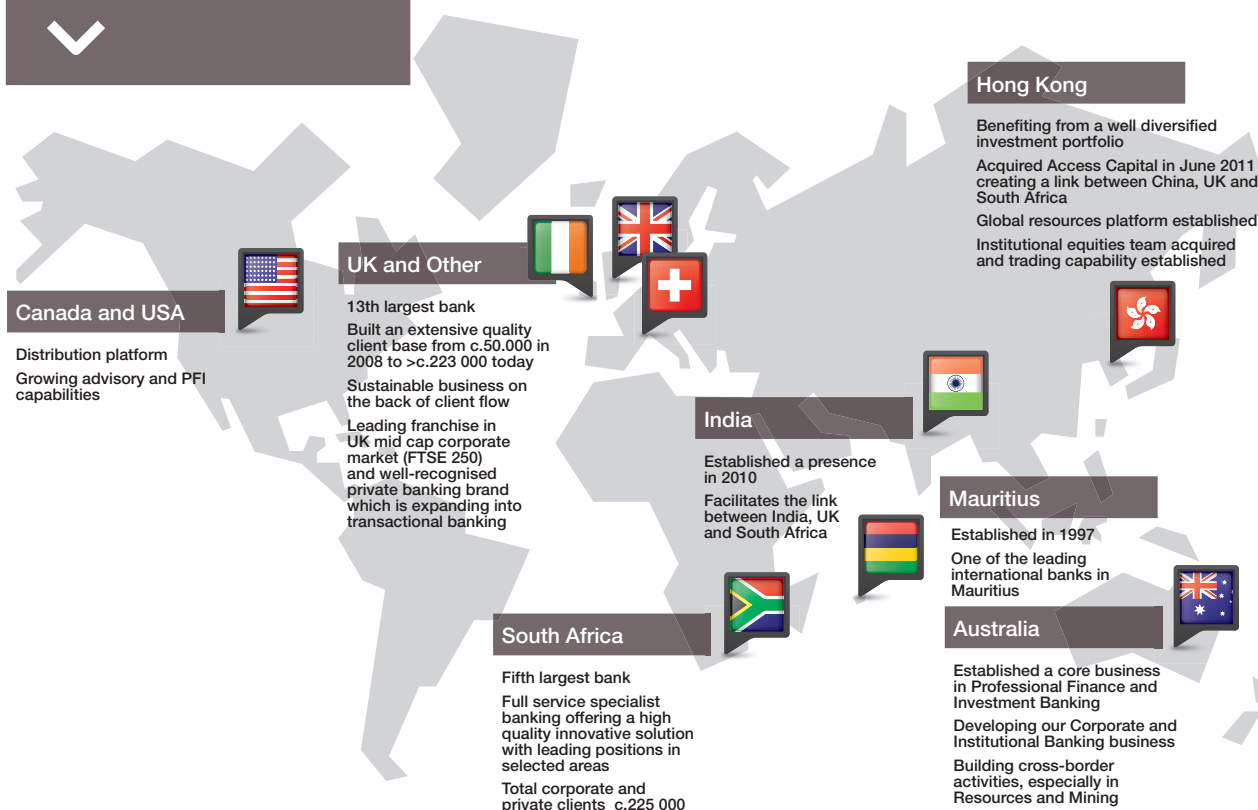 Canada and USA
Distribution platform
Growing advisory and PFI
capabilities
UK and Other
13th largest bank
Built an extensive quality
client base from c.50.000 in
2008 to >c.223 000 today
Sustainable business on
the back of client flow
Leading franchise in
UK mid cap corporate
market (FTSE 250)
and well-recognised
private banking brand
which is expanding into
transactional banking
South Africa
Fifth largest bank
Full service specialist
banking offering a high
quality innovative solution
with leading positions in
selected areas
Total corporate and
private clients c.225 000
India
Established a presence
in 2010
Facilitates the link
between India, UK
and South Africa
Hong Kong
Benefiting from a well diversified
investment portfolio
Acquired Access Capital in June 2011
creating a link between China, UK and
South Africa
Global resources platform established
Institutional equities team acquired
and trading capability established
Mauritius
Established in 1997
One of the leading
international banks in
Mauritius
Australia
Established a core business
in Professional Finance and
Investment Banking
Developing our Corporate and
Institutional Banking business
Building cross-border
activities, especially in
Resources and Mining